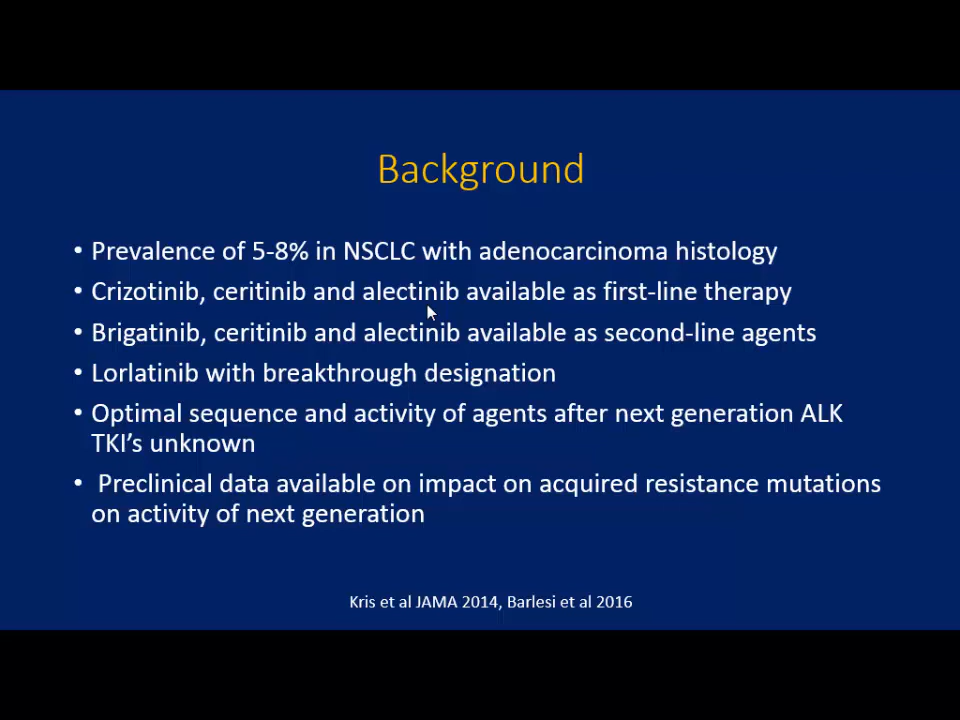 Background
• Prevalence of 5-8% in NSCLC with adenocarcinoma histology
• Crizotinib, ceritinib and alectinib available as first-line therapy
• Brigatinib, ceritinib and alectinib available as second-line agents
• Lorlatinib with breakthrough designation
• Optimal sequence and activity of agents after next generation ALK
TKI’s unknown
• Preclinical data available on impact on acquired resistance mutations
on activity of next generation
Kris et al JAMA 2014, Barlesi et al 2016